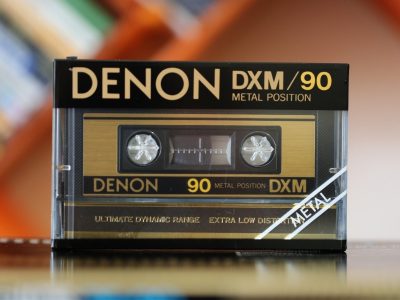 DENON DXM/90
METAL POSITION
DENON 90 METAL POSITION DXM
METAL
ULTIMATE DYNAMIC RANGE EXTRA LOW DISTORTION